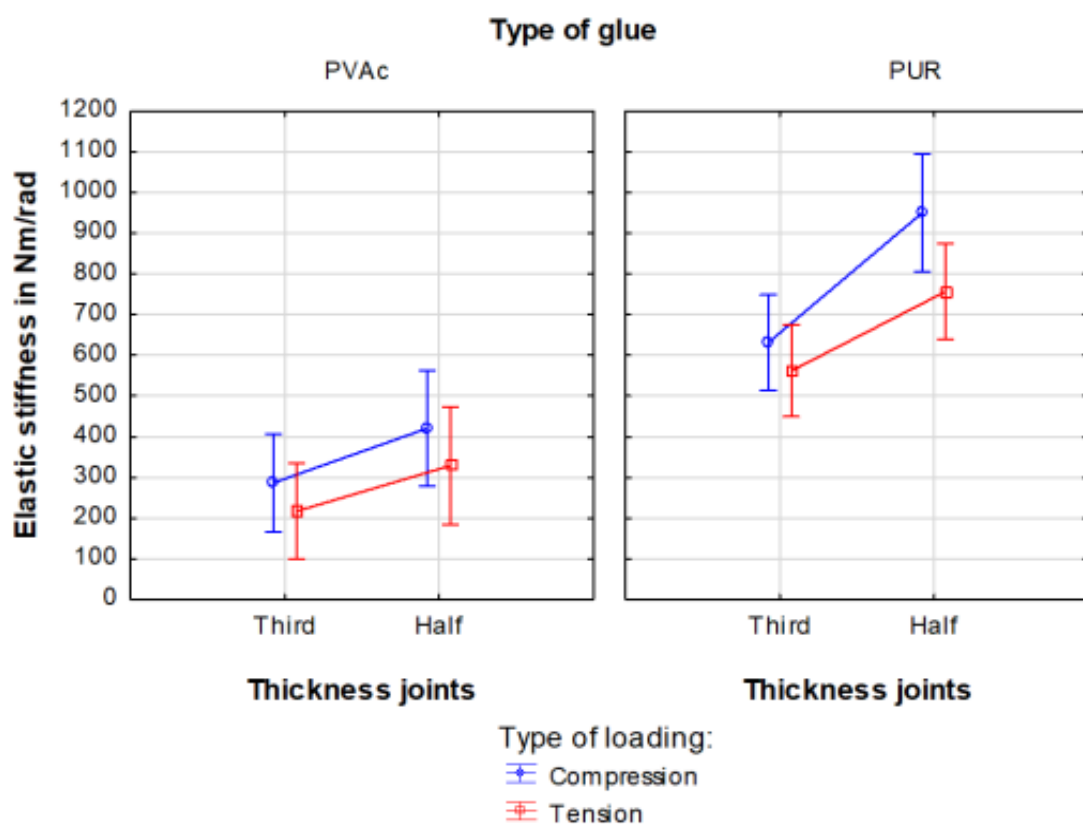 Type of glue
PVAc PUR
Elastic stiffness in Nm/rad
1200
1100
1000
900
800
700
600
500
400
300
200
100
0
Third Half Third Half
Thickness joints Thickness joints
Type of loading:
Compression
Tension